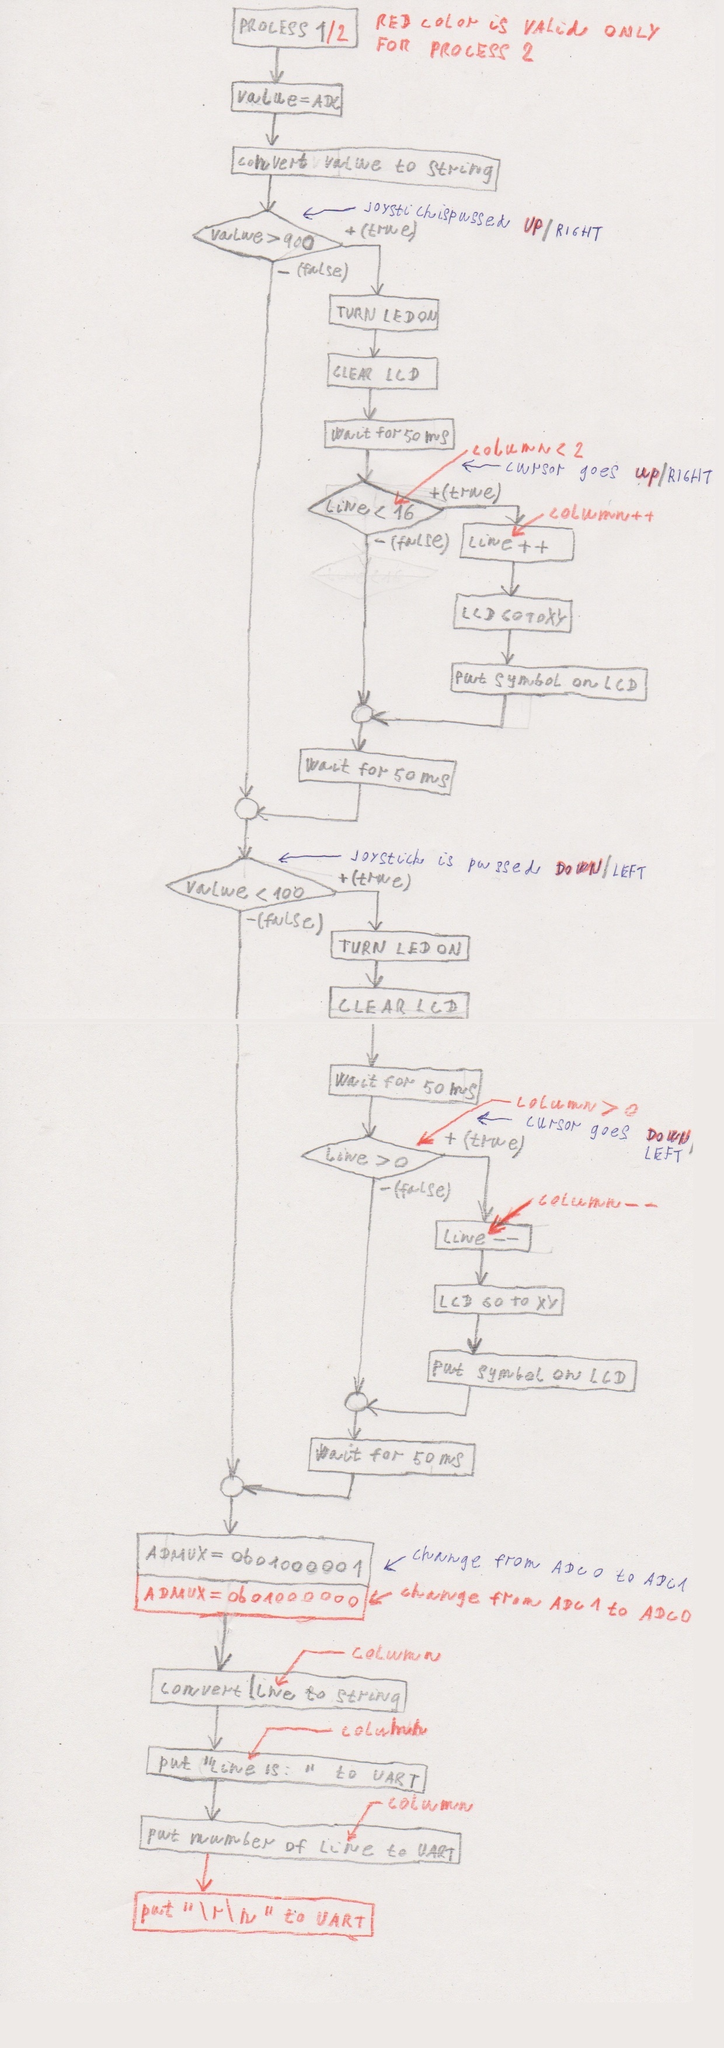 PROCESS 1/2
RED COLOR IS VALID ONLY
FOR PROCESS 2
value=ADC
convert value to string
← joystick is pussed UP/RIGHT
value>900
+(true)
-(false)
TURN LED ON
CLEAR LCD
Wait for 50 ms
column<2
← cursor goes up/RIGHT
Line<16
+(true)
-(false)
column++
Line++
LCD GOTOXY
put symbol on LCD
Wait for 50 ms
← Joystick is pussed DOWN/LEFT
value<100
+(true)
-(false)
TURN LED ON
CLEAR LCD
Wait for 50 ms
column>0
← cursor goes DOWN/
LEFT
Line>0
+(true)
-(false)
column--
Line--
LCD GO TO XY
put symbol on LCD
Wait for 50 ms
ADMUX=0b01000001
← change from ADC0 to ADC1
ADMUX=0b01000000
← change from ADC1 to ADC0
column
convert Line to string
column
put "Line is: " to UART
column
put number of Line to UART
put "\r\n" to UART